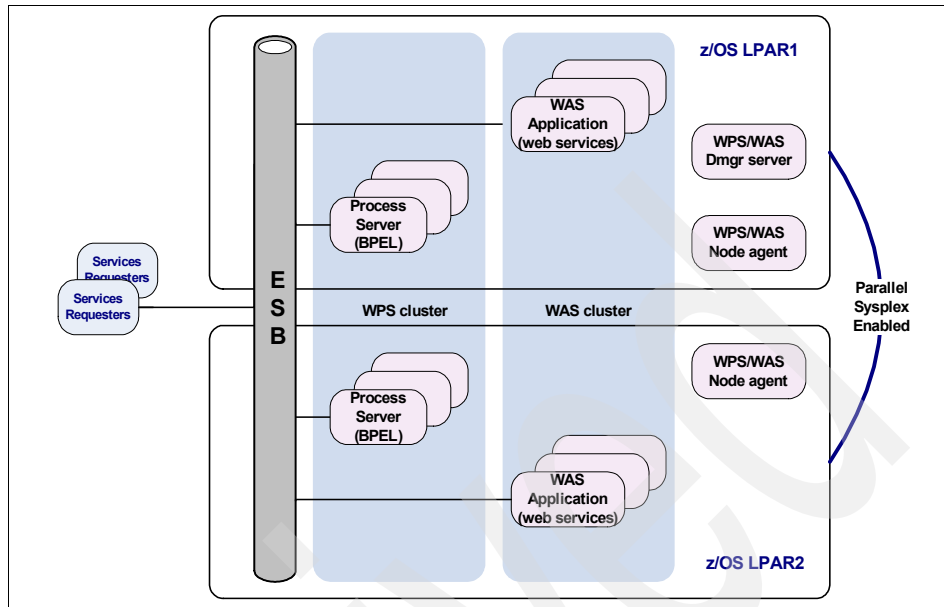 z/OS LPAR1
WAS
Application
(web services)
WPS/WAS
Dmgr server
Process
Server
(BPEL)
WPS/WAS
Node agent
Services
Requesters
Services
Requesters
E
S
B
WPS cluster
WAS cluster
Parallel
Sysplex
Enabled
WPS/WAS
Node agent
Process
Server
(BPEL)
WAS
Application
(web services)
z/OS LPAR2